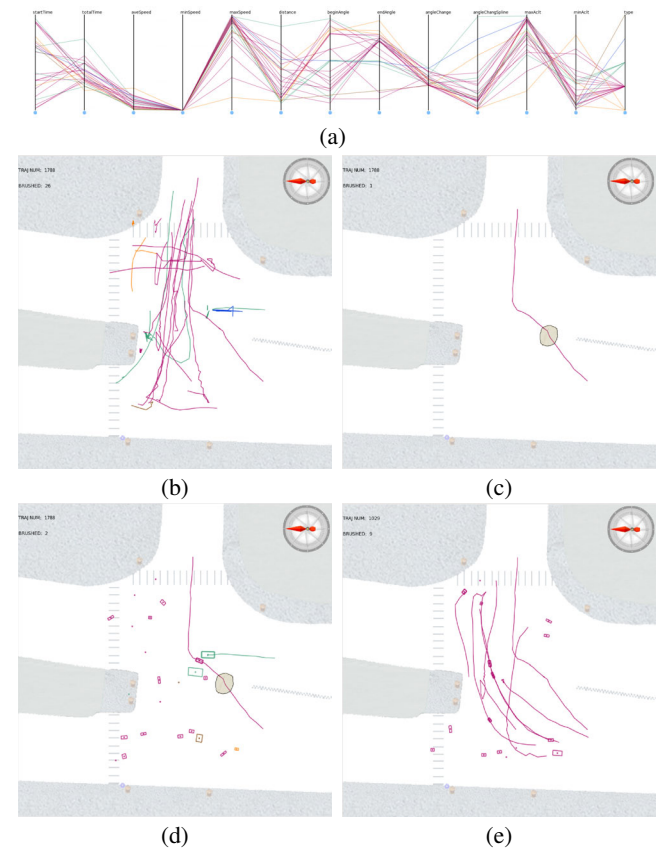 startTime totalTime aveSpeed minSpeed maxSpeed distance beginAngle endAngle angleChange angleChangSpline maxAclt minAclt type
(a)
TRAJ NUM: 1788
BRUSHED: 26
TRAJ NUM: 1788
BRUSHED: 1
(b)
(c)
TRAJ NUM: 1788
BRUSHED: 2
TRAJ NUM: 1029
BRUSHED: 9
(d)
(e)